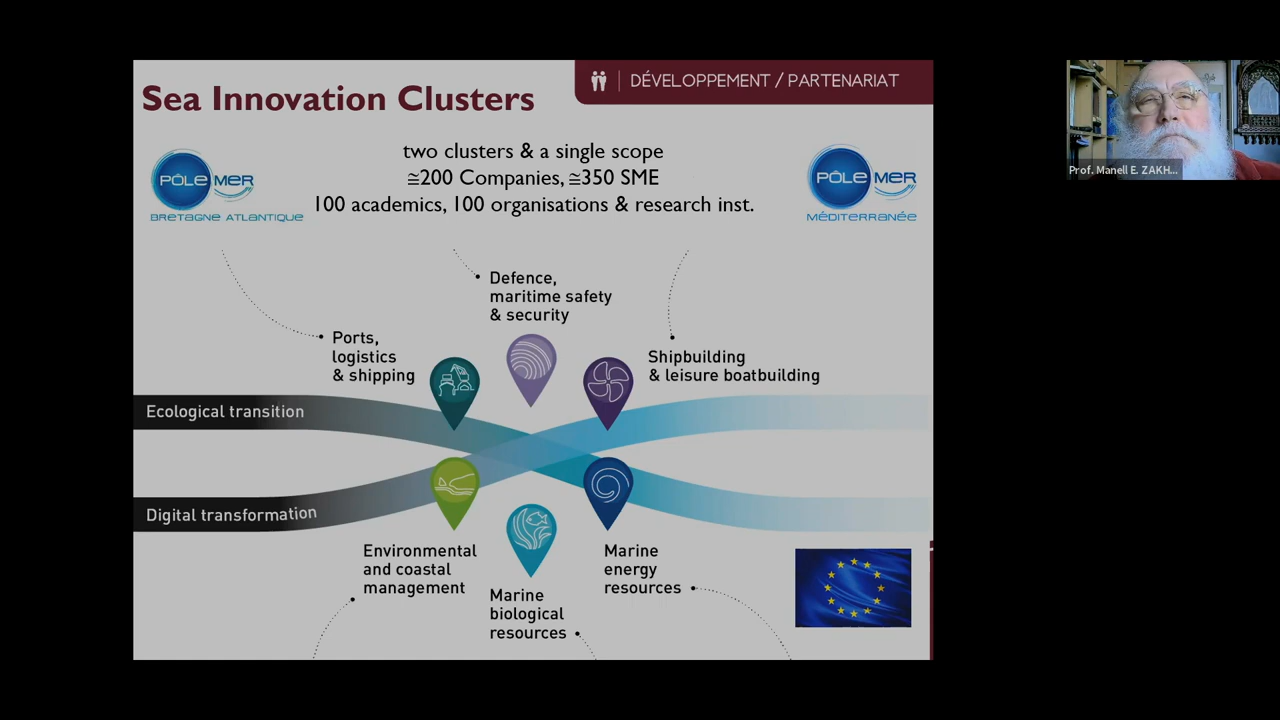 DÉVELOPPEMENT / PARTENARIAT
Sea Innovation Clusters
two clusters & a single scope
≅200 Companies, ≅350 SME
100 academics, 100 organisations & research inst.
PÔLE MER
BRETAGNE ATLANTIQUE
PÔLE MER
MÉDITERRANÉE
Defence,
maritime safety
& security
Ports,
logistics
& shipping
Shipbuilding
& leisure boatbuilding
Ecological transition
Digital transformation
Environmental
and coastal
management
Marine
biological
resources
Marine
energy
resources
Prof. Manell E. ZAKH...